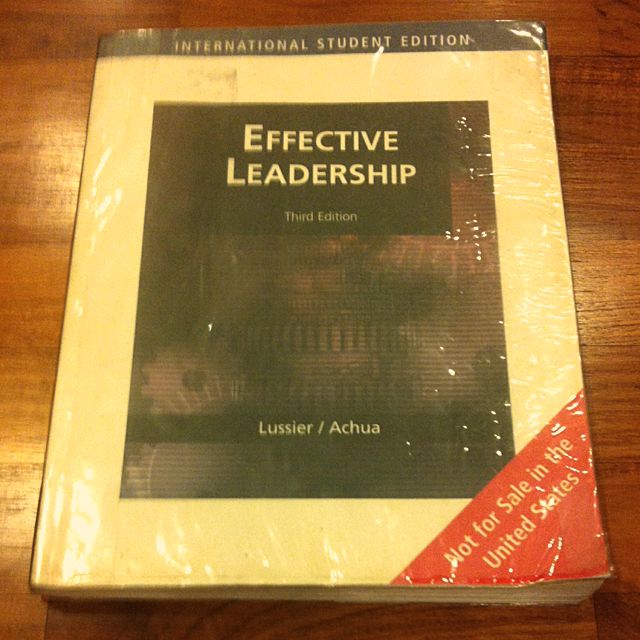 INTERNATIONAL STUDENT EDITION
EFFECTIVE
LEADERSHIP
Third Edition
Lussier / Achua
Not for Sale in the
United States